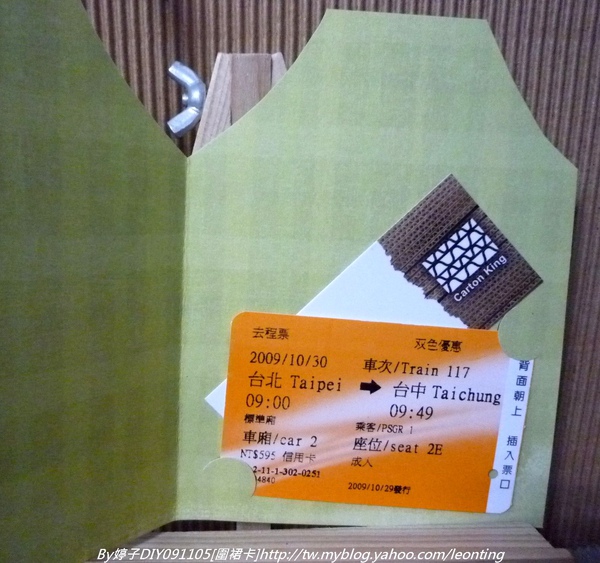 Carton King
去程票
双色優惠
2009/10/30
車次/Train 117
台北 Taipei → 台中 Taichung
09:00
09:49
標準廂
乘客/PSGR 1
車廂/car 2
座位/seat 2E
NT$595 信用卡
成人
2-11-1-302-0251
4840
2009/10/29發行
背面朝上 插入票口
By婷子DIY091105[圍裙卡]http://tw.myblog.yahoo.com/leonting